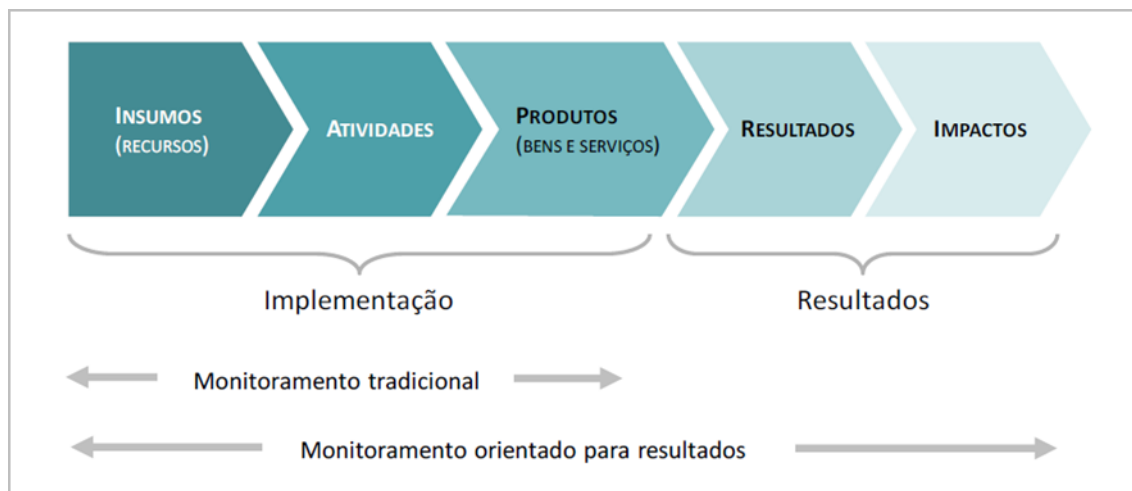 INSUMOS
(RECURSOS)
ATIVIDADES
PRODUTOS
(BENS E SERVIÇOS)
RESULTADOS
IMPACTOS
Implementação
Resultados
Monitoramento tradicional
Monitoramento orientado para resultados